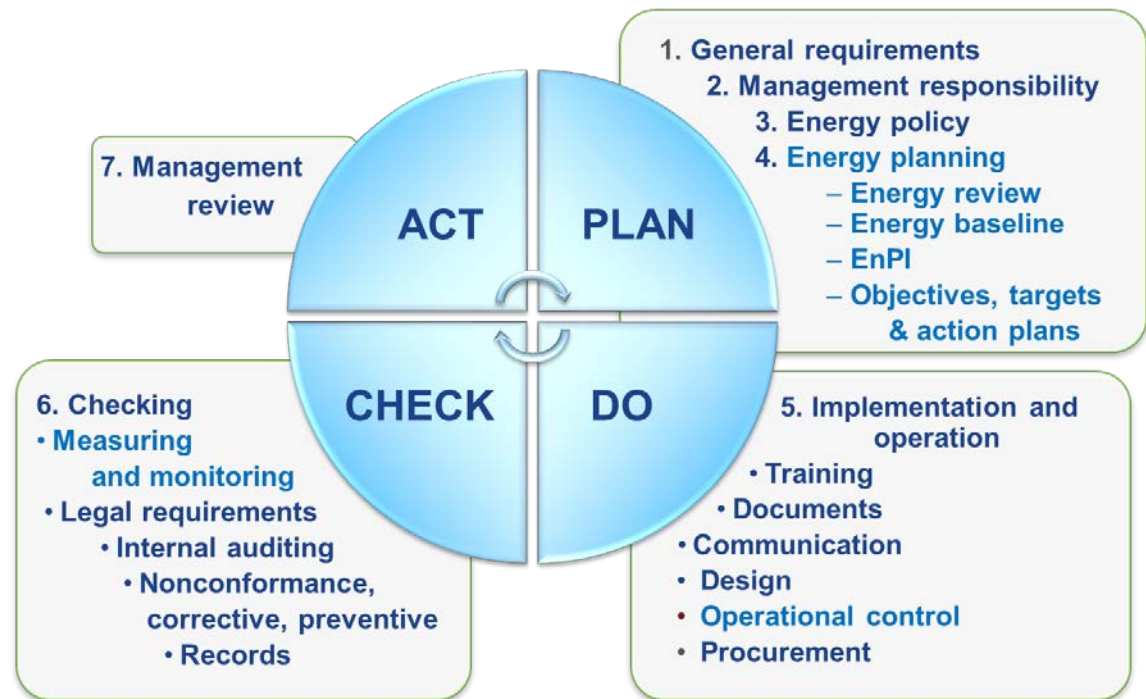 1. General requirements
2. Management responsibility
3. Energy policy
4. Energy planning
– Energy review
– Energy baseline
– EnPI
– Objectives, targets
& action plans
7. Management
review
ACT
PLAN
CHECK
DO
6. Checking
• Measuring
and monitoring
• Legal requirements
• Internal auditing
• Nonconformance,
corrective, preventive
• Records
5. Implementation and
operation
• Training
• Documents
• Communication
• Design
• Operational control
• Procurement